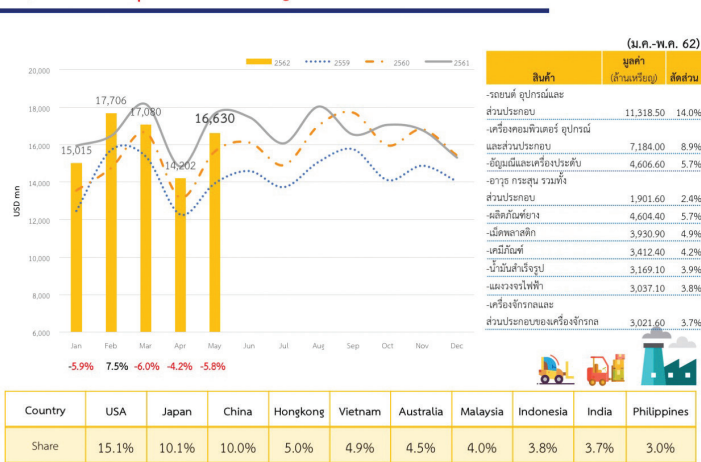 (ม.ค.-พ.ค. 62)
2562 2559 2560 2561
USD mn
20,000
18,000
16,000
14,000
12,000
10,000
8,000
6,000
15,015 17,706 17,080 14,202 16,630
Jan Feb Mar Apr May Jun Jul Aug Sep Oct Nov Dec
-5.9% 7.5% -6.0% -4.2% -5.8%
มูลค่า
สินค้า (ล้านเหรียญ) สัดส่วน
-รถยนต์ อุปกรณ์และ
ส่วนประกอบ 11,318.50 14.0%
-เครื่องคอมพิวเตอร์ อุปกรณ์
และส่วนประกอบ 7,184.00 8.9%
-อัญมณีและเครื่องประดับ 4,606.60 5.7%
-อาวุธ กระสุน รวมทั้ง
ส่วนประกอบ 1,901.60 2.4%
-ผลิตภัณฑ์ยาง 4,604.40 5.7%
-เม็ดพลาสติก 3,930.90 4.9%
-เคมีภัณฑ์ 3,412.40 4.2%
-น้ำมันสำเร็จรูป 3,169.10 3.9%
-แผงวงจรไฟฟ้า 3,037.10 3.8%
-เครื่องจักรกลและ
ส่วนประกอบของเครื่องจักรกล 3,021.60 3.7%
Country USA Japan China Hongkong Vietnam Australia Malaysia Indonesia India Philippines
Share 15.1% 10.1% 10.0% 5.0% 4.9% 4.5% 4.0% 3.8% 3.7% 3.0%